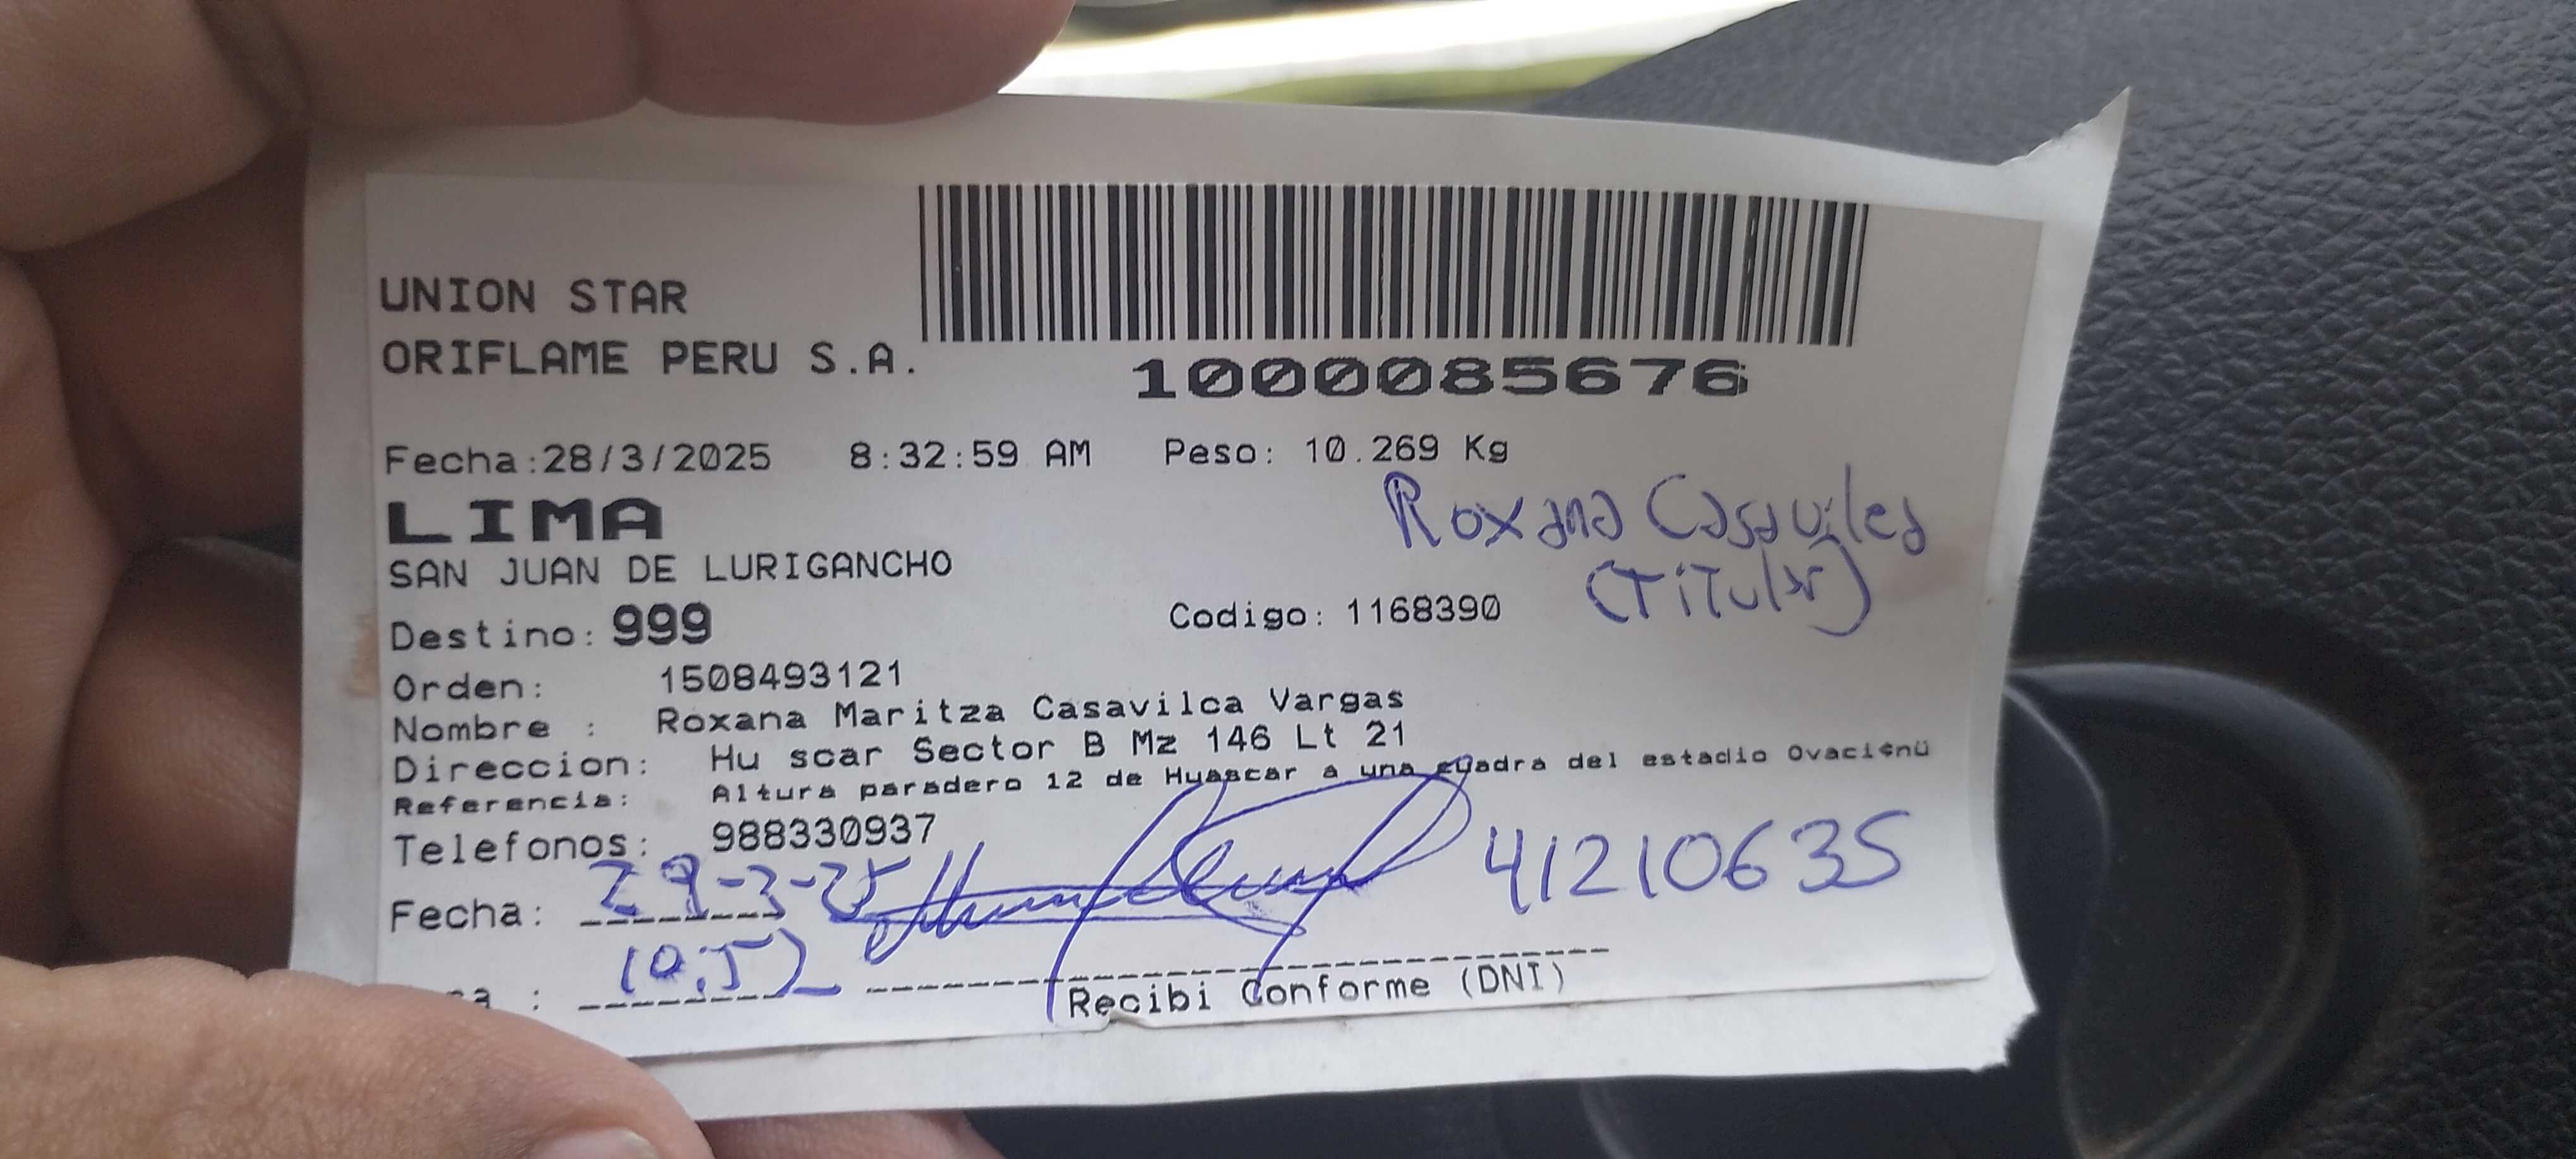 UNION STAR
ORIFLAME PERU S.A.
1000085676
Fecha:28/3/2025 8:32:59 AM Peso: 10.269 Kg
LIMA
Roxana Casavilca
(Titular)
SAN JUAN DE LURIGANCHO
Destino: 999 Codigo: 1168390
Orden: 1508493121
Nombre : Roxana Maritza Casavilca Vargas
Direccion: Hu scar Sector B Mz 146 Lt 21
Referencia: Altura paradero 12 de Huascar a una cuadra del estadio Ovaci¢nü
Telefonos: 988330937
Fecha: 29-3-25 41210635
: 10:52
Recibi Conforme (DNI)